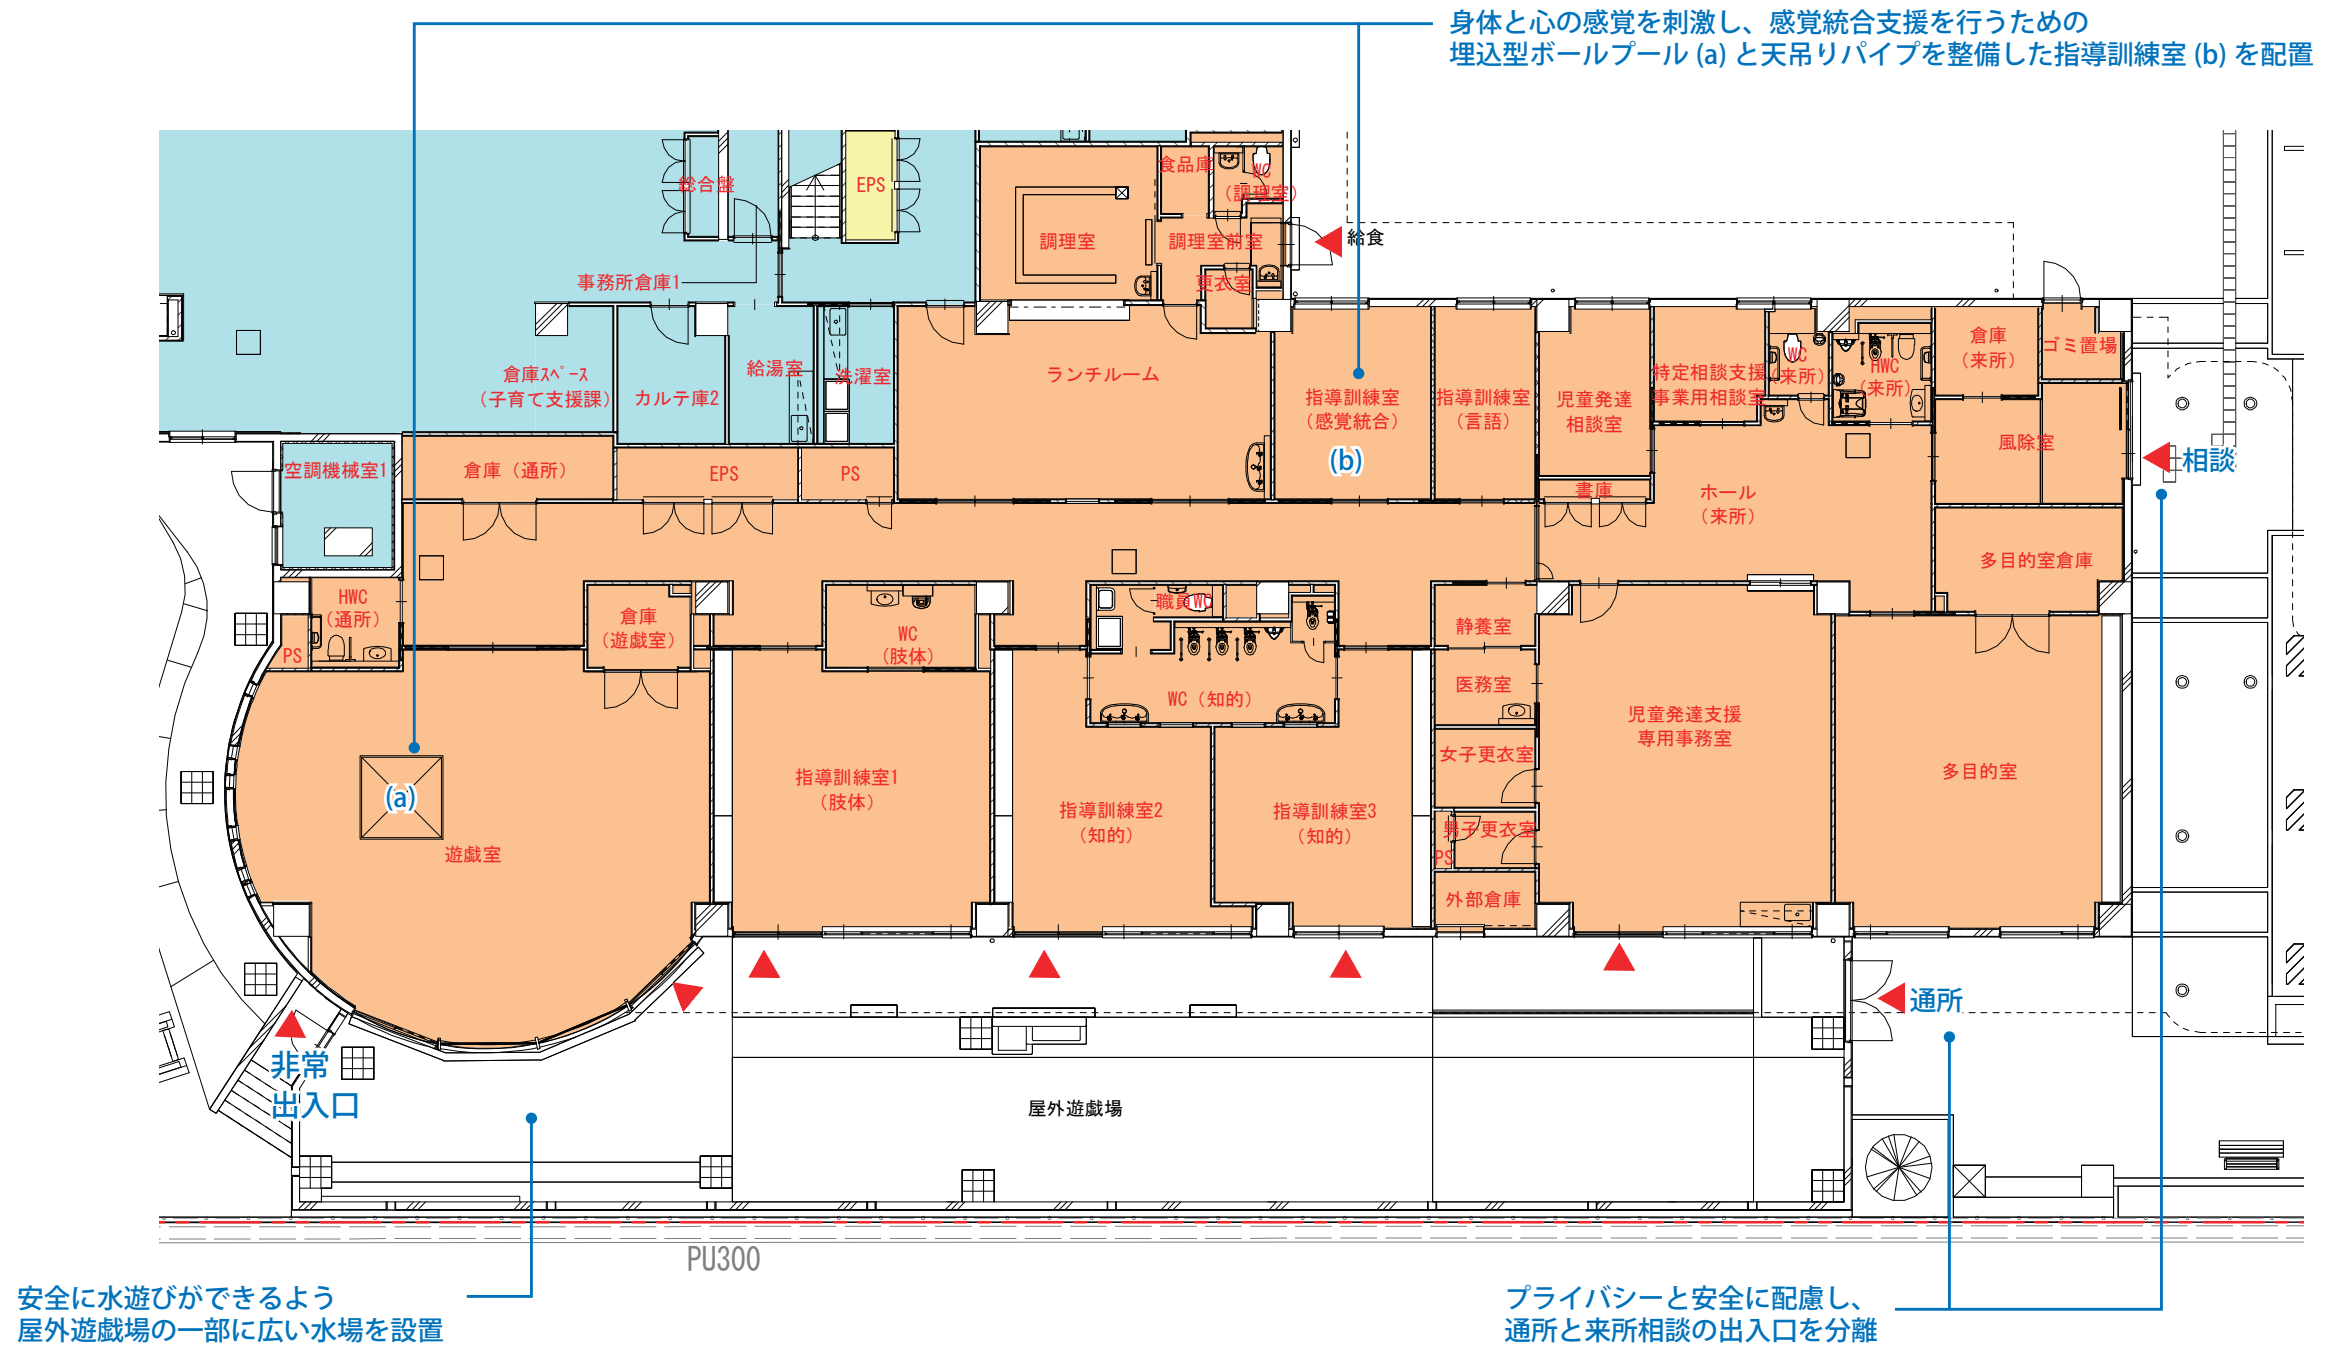 身体と心の感覚を刺激し、感覚統合支援を行うための
埋込型ボールプール (a) と天吊りパイプを整備した指導訓練室 (b) を配置
総合盤
EPS
食品庫
WC
(調理室)
調理室
調理室前室
給食
更衣室
事務所倉庫1
倉庫スペース
(子育て支援課)
カルテ庫2
給湯室
洗濯室
ランチルーム
指導訓練室
(感覚統合)
(b)
指導訓練室
(言語)
児童発達
相談室
特定相談支援
事業用相談室
WC
(来所)
HWC
(来所)
倉庫
(来所)
ゴミ置場
風除室
相談
空調機械室1
倉庫（通所）
EPS
PS
書庫
ホール
(来所)
多目的室倉庫
HWC
(通所)
PS
倉庫
(遊戯室)
WC
(肢体)
職員WC
WC（知的）
静養室
医務室
女子更衣室
男子更衣室
PS
外部倉庫
児童発達支援
専用事務室
多目的室
(a)
遊戯室
指導訓練室1
(肢体)
指導訓練室2
(知的)
指導訓練室3
(知的)
通所
非常
出入口
屋外遊戯場
PU300
安全に水遊びができるよう
屋外遊戯場の一部に広い水場を設置
プライバシーと安全に配慮し、
通所と来所相談の出入口を分離